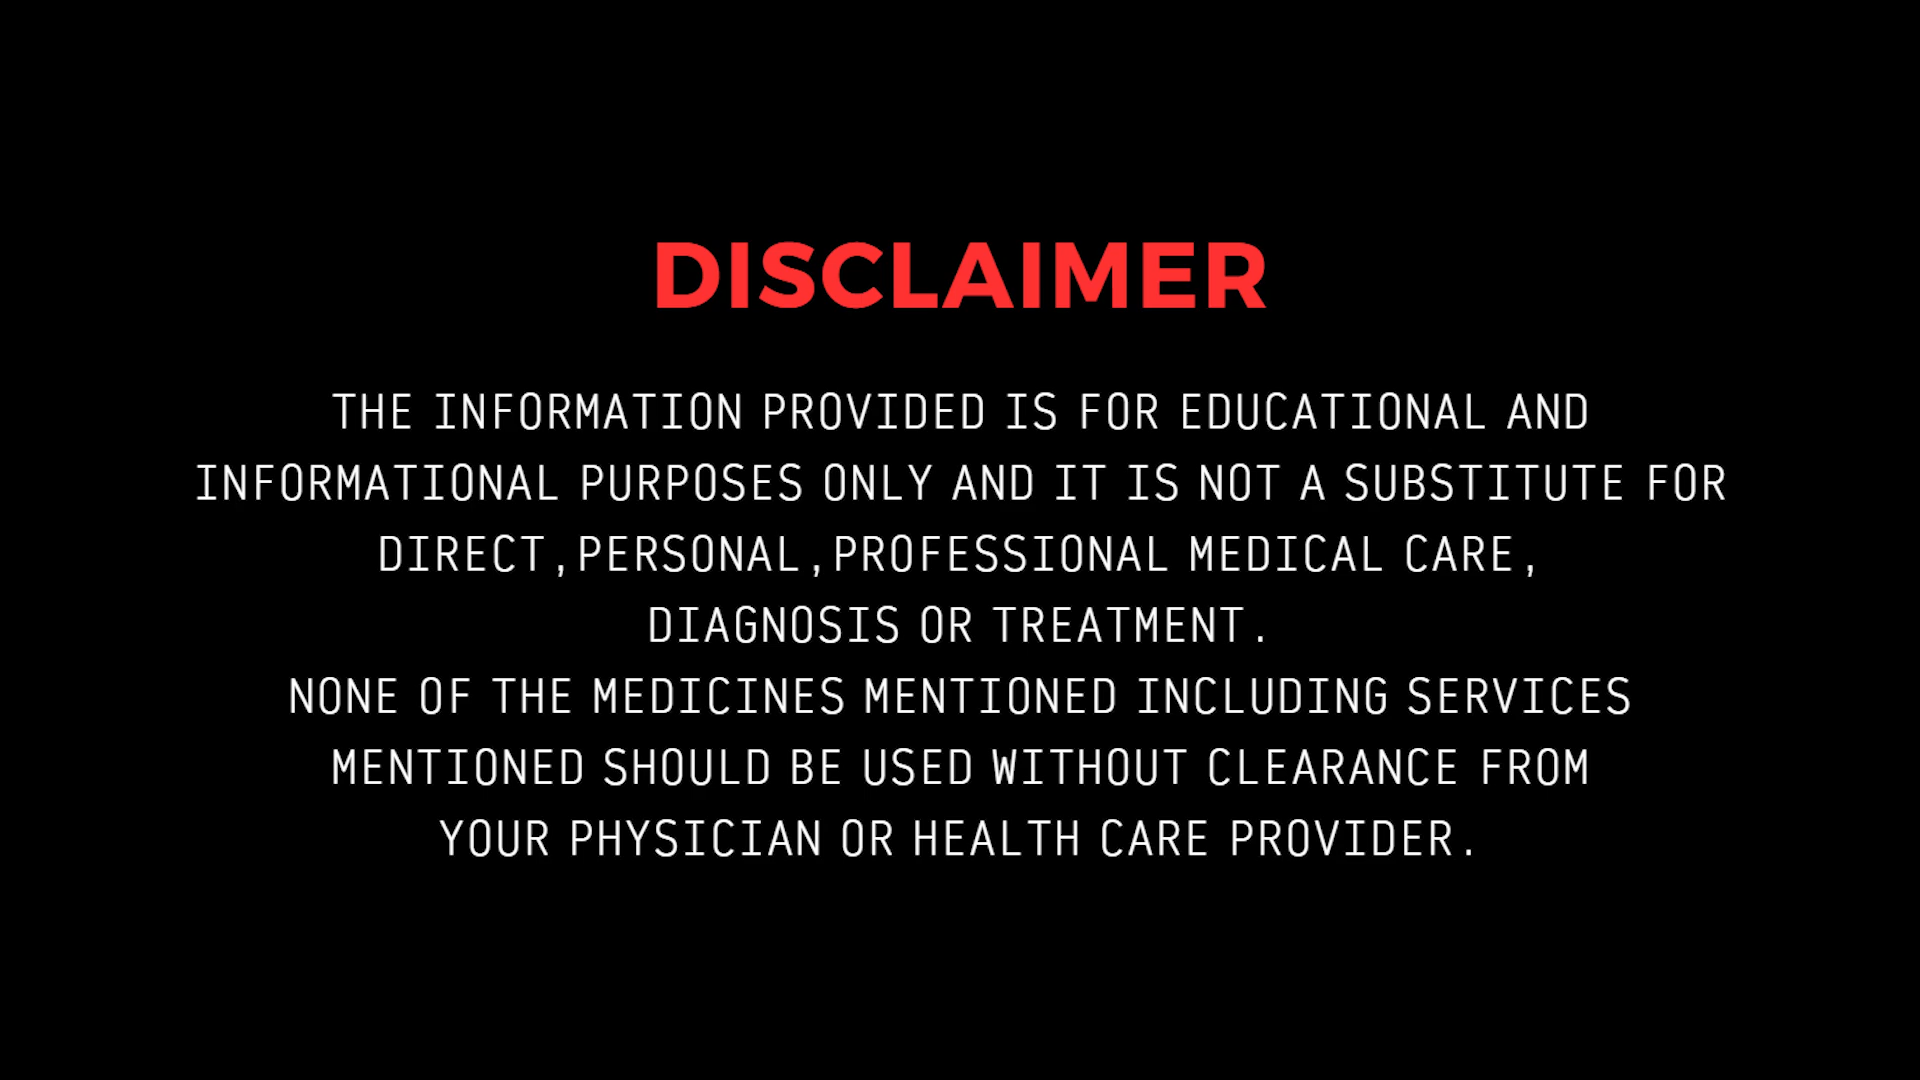 DISCLAIMER
THE INFORMATION PROVIDED IS FOR EDUCATIONAL AND
INFORMATIONAL PURPOSES ONLY AND IT IS NOT A SUBSTITUTE FOR
DIRECT,PERSONAL,PROFESSIONAL MEDICAL CARE,
DIAGNOSIS OR TREATMENT.
NONE OF THE MEDICINES MENTIONED INCLUDING SERVICES
MENTIONED SHOULD BE USED WITHOUT CLEARANCE FROM
YOUR PHYSICIAN OR HEALTH CARE PROVIDER.